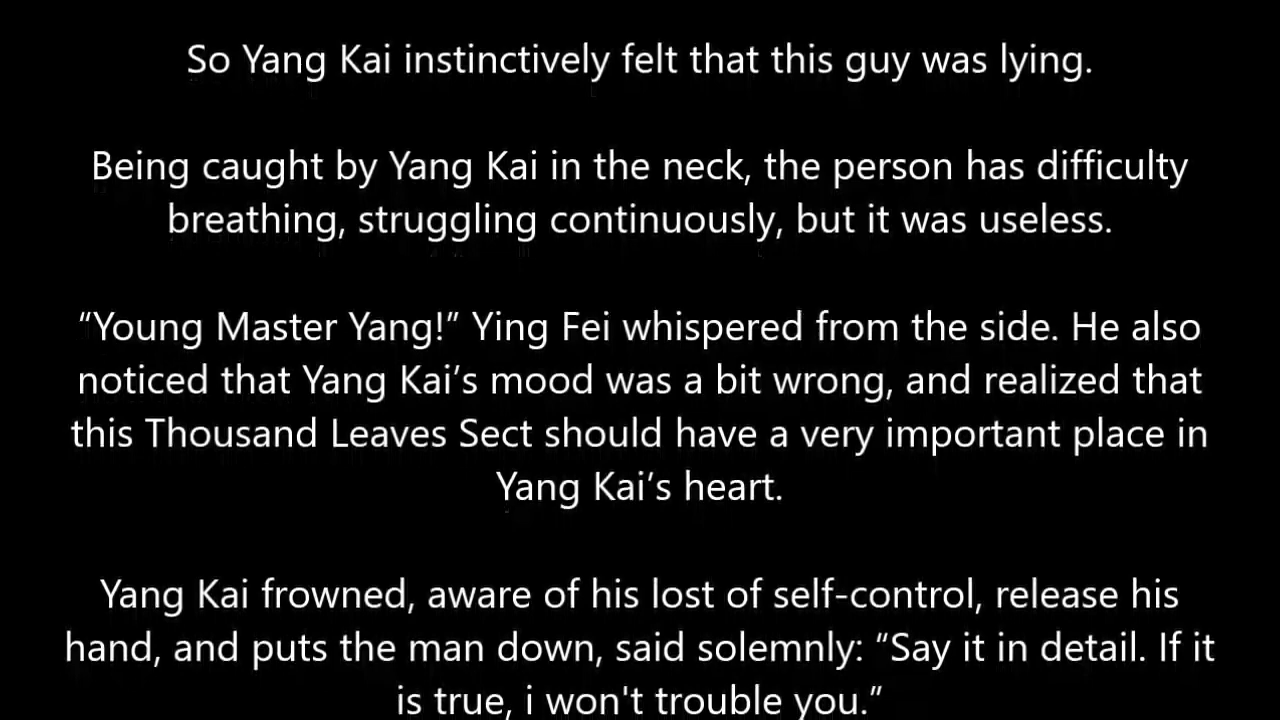 So Yang Kai instinctively felt that this guy was lying.
Being caught by Yang Kai in the neck, the person has difficulty
breathing, struggling continuously, but it was useless.
“Young Master Yang!” Ying Fei whispered from the side. He also
noticed that Yang Kai’s mood was a bit wrong, and realized that
this Thousand Leaves Sect should have a very important place in
Yang Kai’s heart.
Yang Kai frowned, aware of his lost of self-control, release his
hand, and puts the man down, said solemnly: “Say it in detail. If it
is true, i won't trouble you.”